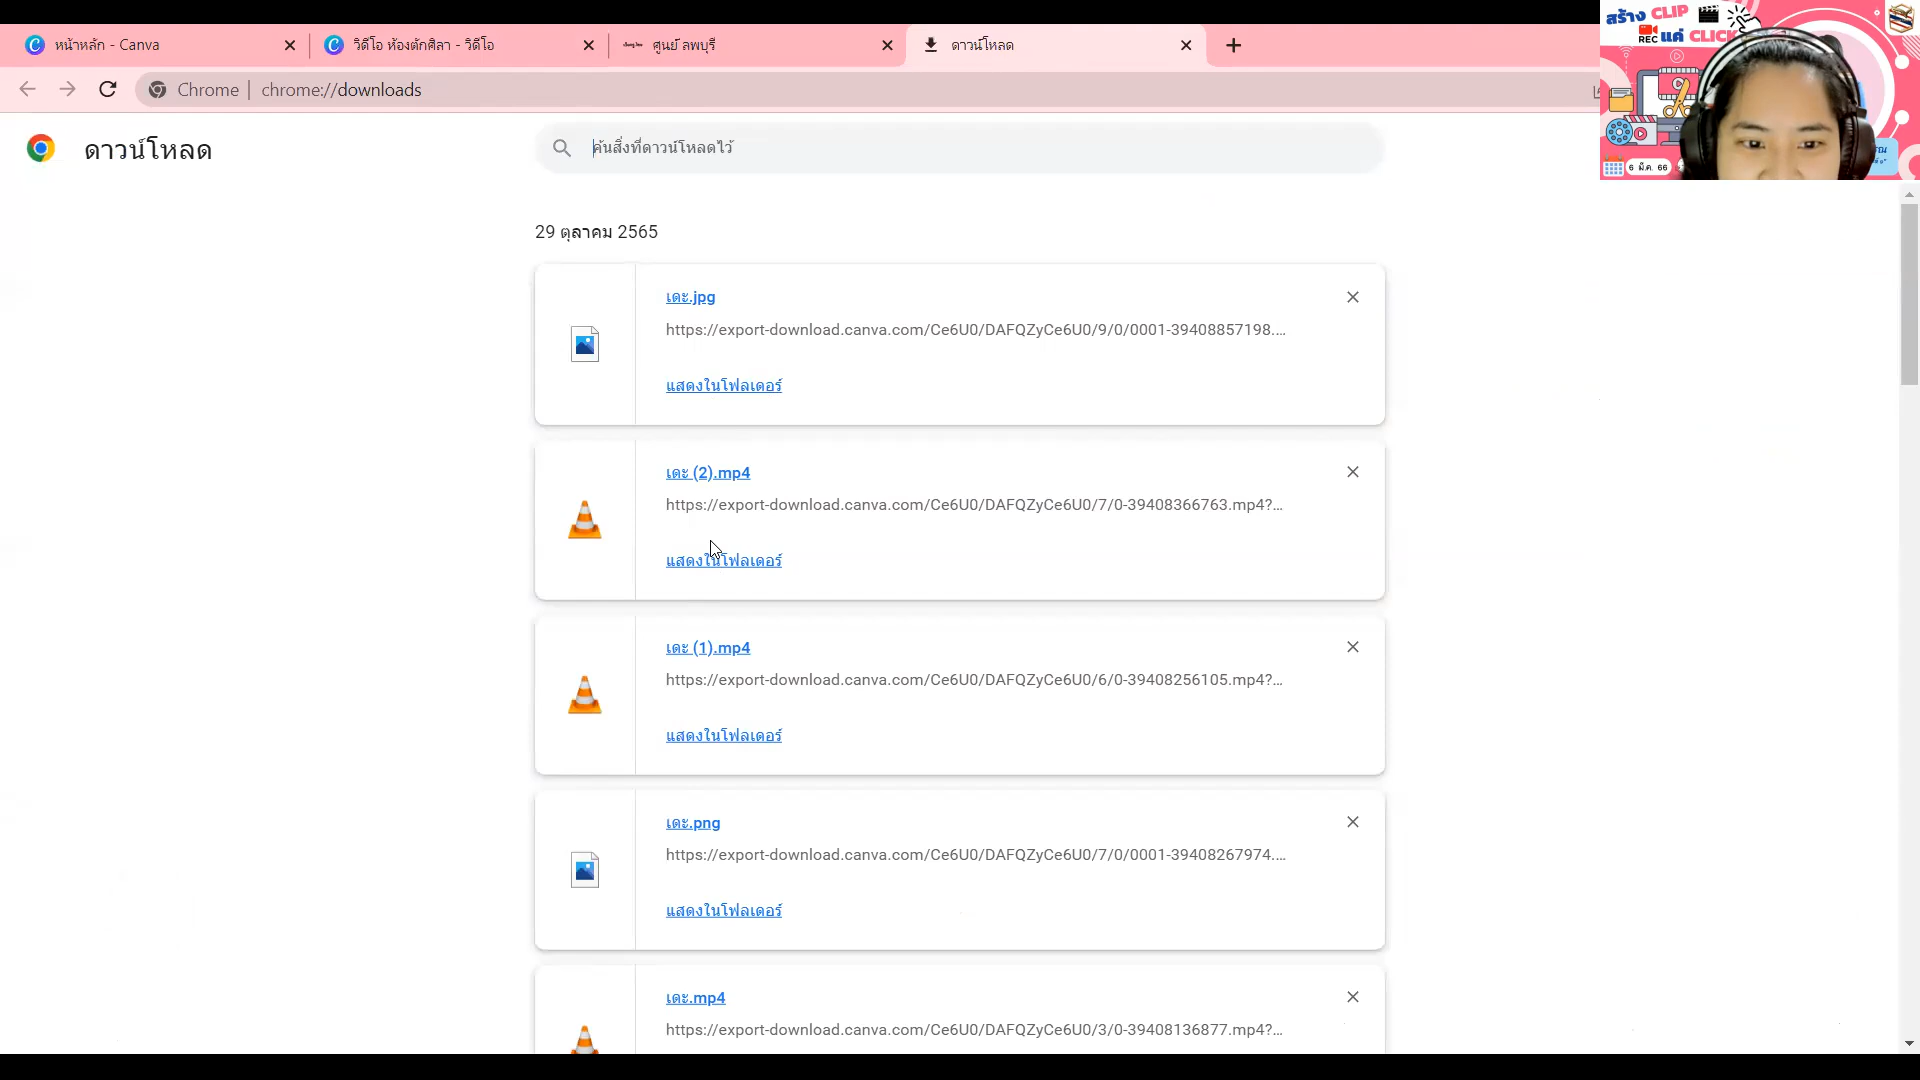 หน้าหลัก - Canva
วิดีโอ ห้องตักศิลา - วิดีโอ
ศูนย์ ลพบุรี
ดาวน์โหลด
Chrome | chrome://downloads
ดาวน์โหลด
ค้นสิ่งที่ดาวน์โหลดไว้
29 ตุลาคม 2565
เดะ.jpg
https://export-download.canva.com/Ce6U0/DAFQZyCe6U0/9/0/0001-39408857198....
แสดงในโฟลเดอร์
เดะ (2).mp4
https://export-download.canva.com/Ce6U0/DAFQZyCe6U0/7/0-39408366763.mp4?...
แสดงในโฟลเดอร์
เดะ (1).mp4
https://export-download.canva.com/Ce6U0/DAFQZyCe6U0/6/0-39408256105.mp4?...
แสดงในโฟลเดอร์
เดะ.png
https://export-download.canva.com/Ce6U0/DAFQZyCe6U0/7/0/0001-39408267974....
แสดงในโฟลเดอร์
เดะ.mp4
https://export-download.canva.com/Ce6U0/DAFQZyCe6U0/3/0-39408136877.mp4?...
สร้าง CLIP
REC แค่ CLICK
6 มี.ค. 66